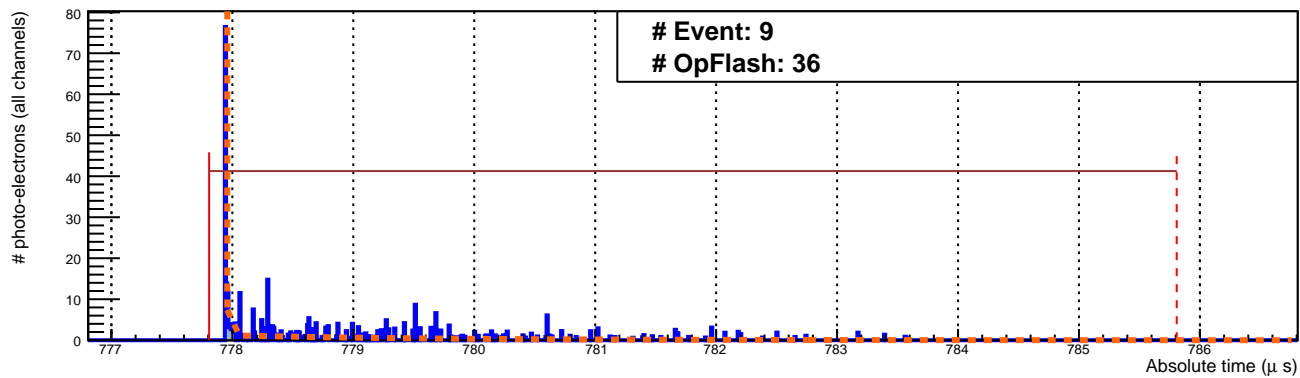 # photo-electrons (all channels)
80
70
60
50
40
30
20
10
0
# Event: 9
# OpFlash: 36
777 778 779 780 781 782 783 784 785 786
Absolute time (μ s)